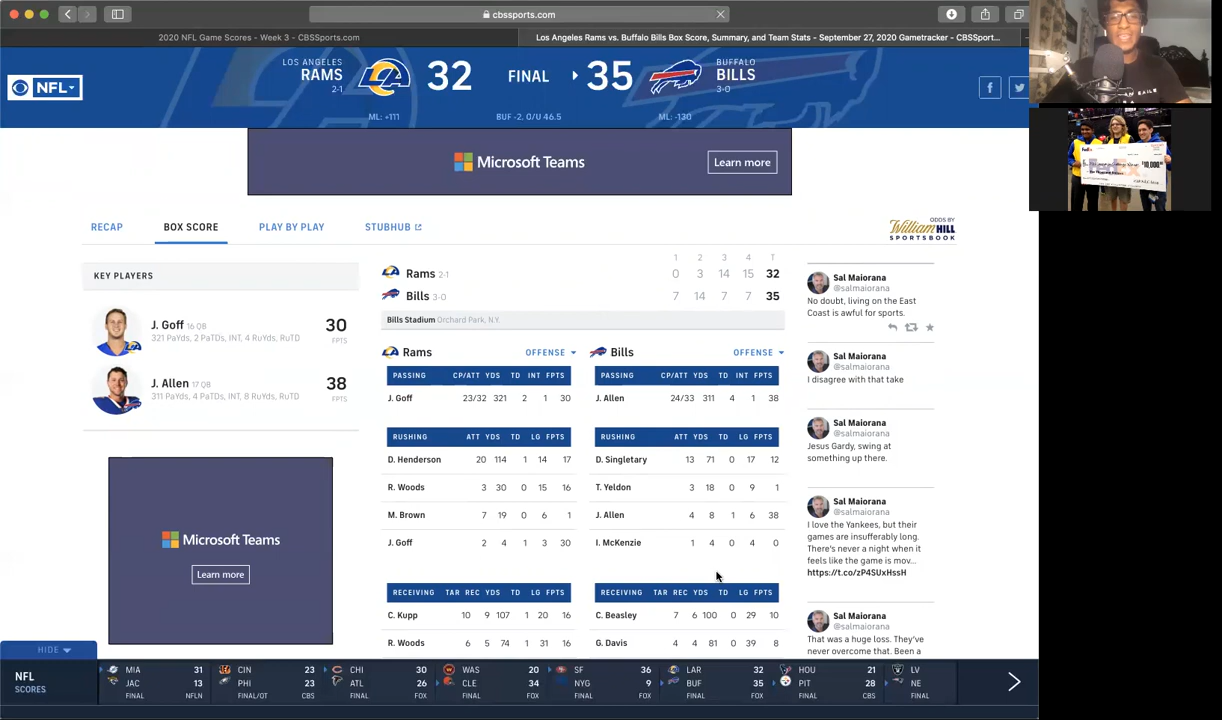 cbssports.com
2020 NFL Game Scores - Week 3 - CBSSports.com
Los Angeles Rams vs. Buffalo Bills Box Score, Summary, and Team Stats - September 27, 2020 Gametracker - CBSSport...
NFL
LOS ANGELES
RAMS
2-1
32
FINAL
35
BUFFALO
BILLS
3-0
ML: +111
BUF -2, O/U 46.5
ML: -130
Microsoft Teams
Learn more
FedEx
$10,000
RECAP
BOX SCORE
PLAY BY PLAY
STUBHUB
ODDS BY
William HILL
SPORTSBOOK
KEY PLAYERS
J. Goff 16 QB
321 PaYds, 2 PaTDs, INT, 4 RuYds, RuTD
30
FPTS
J. Allen 17 QB
311 PaYds, 4 PaTDs, INT, 8 RuYds, RuTD
38
FPTS
Microsoft Teams
Learn more
1 2 3 4 T
Rams 2-1 0 3 14 15 32
Bills 3-0 7 14 7 7 35
Bills Stadium Orchard Park, N.Y.
Rams OFFENSE
PASSING CP/ATT YDS TD INT FPTS
J. Goff 23/32 321 2 1 30
RUSHING ATT YDS TD LG FPTS
D. Henderson 20 114 1 14 17
R. Woods 3 30 0 15 16
M. Brown 7 19 0 6 1
J. Goff 2 4 1 3 30
RECEIVING TAR REC YDS TD LG FPTS
C. Kupp 10 9 107 1 20 16
R. Woods 6 5 74 1 31 16
Bills OFFENSE
PASSING CP/ATT YDS TD INT FPTS
J. Allen 24/33 311 4 1 38
RUSHING ATT YDS TD LG FPTS
D. Singletary 13 71 0 17 12
T. Yeldon 3 18 0 9 1
J. Allen 4 8 1 6 38
I. McKenzie 1 4 0 4 0
RECEIVING TAR REC YDS TD LG FPTS
C. Beasley 7 6 100 0 29 10
G. Davis 4 4 81 0 39 8
Sal Maiorana
@salmaiorana
No doubt, living on the East
Coast is awful for sports.
Sal Maiorana
@salmaiorana
I disagree with that take
Sal Maiorana
@salmaiorana
Jesus Gardy, swing at
something up there.
Sal Maiorana
@salmaiorana
I love the Yankees, but their
games are insufferably long.
There's never a night when it
feels like the game is mov...
https://t.co/zP4SUxHssH
Sal Maiorana
@salmaiorana
That was a huge loss. They've
never overcome that. Been a
HIDE
NFL
SCORES
MIA 31
JAC 13
FINAL NFLN
CIN 23
PHI 23
FINAL/OT CBS
CHI 30
ATL 26
FINAL FOX
WAS 20
CLE 34
FINAL FOX
SF 36
NYG 9
FINAL FOX
LAR 32
BUF 35
FINAL FOX
HOU 21
PIT 28
FINAL CBS
LV
NE
FINAL